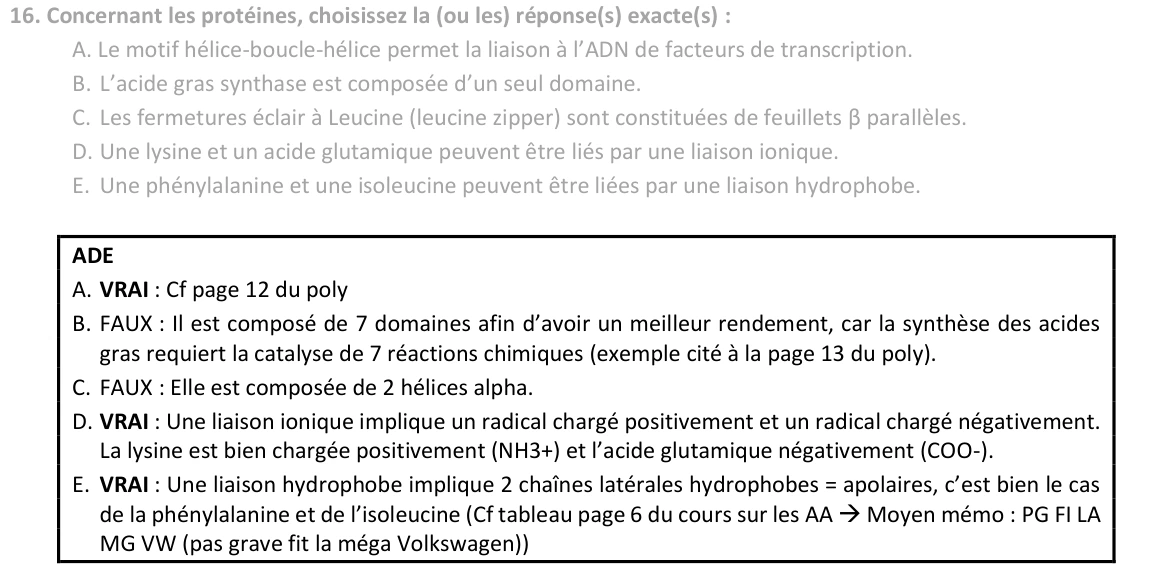 16. Concernant les protéines, choisissez la (ou les) réponse(s) exacte(s) :
A. Le motif hélice-boucle-hélice permet la liaison à l’ADN de facteurs de transcription.
B. L’acide gras synthase est composée d’un seul domaine.
C. Les fermetures éclair à Leucine (leucine zipper) sont constituées de feuillets β parallèles.
D. Une lysine et un acide glutamique peuvent être liés par une liaison ionique.
E. Une phénylalanine et une isoleucine peuvent être liées par une liaison hydrophobe.
ADE
A. VRAI : Cf page 12 du poly
B. FAUX : Il est composé de 7 domaines afin d’avoir un meilleur rendement, car la synthèse des acides
gras requiert la catalyse de 7 réactions chimiques (exemple cité à la page 13 du poly).
C. FAUX : Elle est composée de 2 hélices alpha.
D. VRAI : Une liaison ionique implique un radical chargé positivement et un radical chargé négativement.
La lysine est bien chargée positivement (NH3+) et l’acide glutamique négativement (COO-).
E. VRAI : Une liaison hydrophobe implique 2 chaînes latérales hydrophobes = apolaires, c’est bien le cas
de la phénylalanine et de l’isoleucine (Cf tableau page 6 du cours sur les AA → Moyen mémo : PG FI LA
MG VW (pas grave fit la méga Volkswagen))